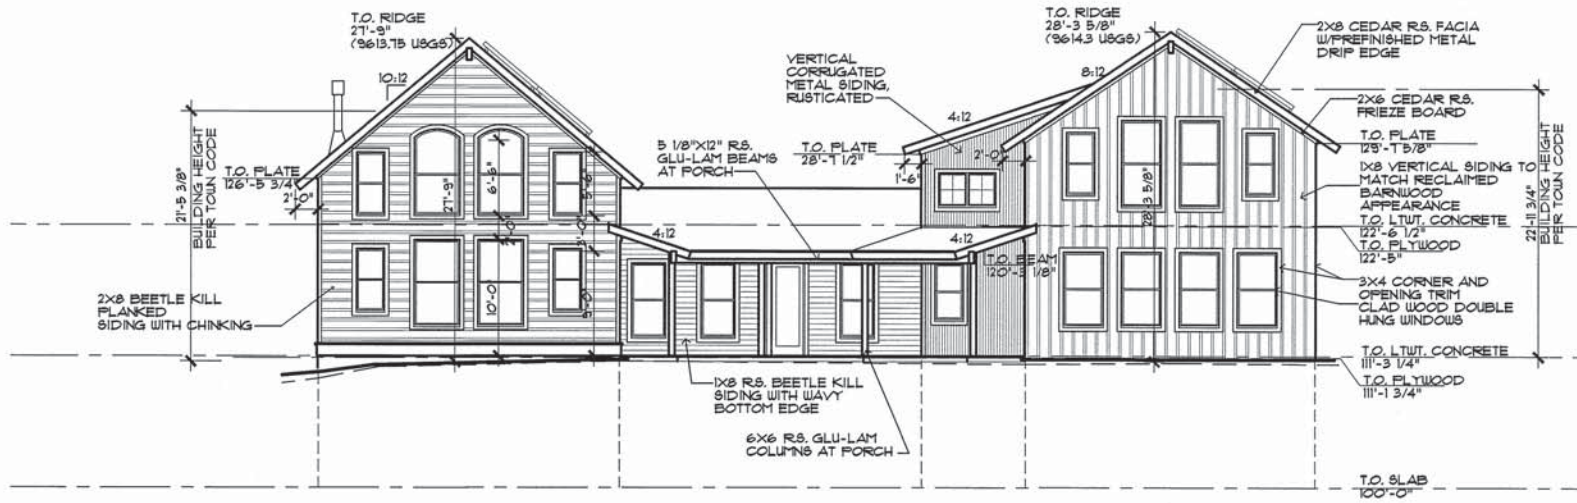 T.O. RIDGE
27'-9"
(9613.75 USGS)
10:12
T.O. PLATE
126'-5 3/4"
2'-0"
21'-5 3/8"
BUILDING HEIGHT
PER TOWN CODE
2X8 BEETLE KILL
PLANKED
SIDING WITH CHINKING
27'-9"
6'-6"
5'-6"
2'-0"
10'-0"
9'-0"
4:12
5 1/8"X12" R.S.
GLU-LAM BEAMS
AT PORCH
1X8 R.S. BEETLE KILL
SIDING WITH WAVY
BOTTOM EDGE
6X6 R.S. GLU-LAM
COLUMNS AT PORCH
VERTICAL
CORRUGATED
METAL SIDING,
RUSTICATED
T.O. PLATE
28'-7 1/2"
1'-6"
2'-0"
4:12
8:12
4:12
T.O. BEAM
120'-3 1/8"
T.O. RIDGE
28'-3 5/8"
(9614.3 USGS)
28'-3 5/8"
2X8 CEDAR R.S. FACIA
W/PREFINISHED METAL
DRIP EDGE
2X6 CEDAR R.S.
FRIEZE BOARD
T.O. PLATE
125'-7 5/8"
1X8 VERTICAL SIDING TO
MATCH RECLAIMED
BARNWOOD
APPEARANCE
T.O. LTWT. CONCRETE
122'-6 1/2"
T.O. PLYWOOD
122'-5"
3X4 CORNER AND
OPENING TRIM
CLAD WOOD DOUBLE
HUNG WINDOWS
T.O. LTWT. CONCRETE
111'-3 1/4"
T.O. PLYWOOD
111'-1 3/4"
T.O. SLAB
100'-0"
22'-11 3/4"
BUILDING HEIGHT
PER TOWN CODE